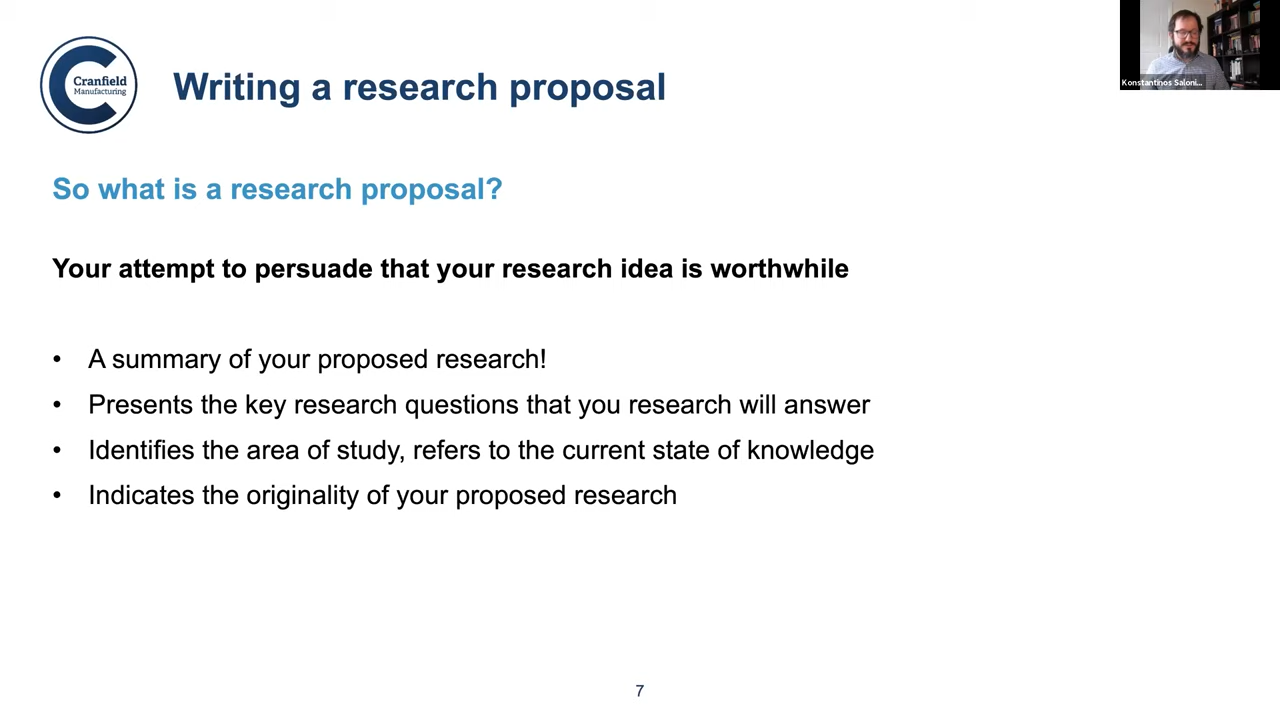 Cranfield
Manufacturing
Writing a research proposal
Konstantinos Saloni...
So what is a research proposal?
Your attempt to persuade that your research idea is worthwhile
• A summary of your proposed research!
• Presents the key research questions that you research will answer
• Identifies the area of study, refers to the current state of knowledge
• Indicates the originality of your proposed research
7